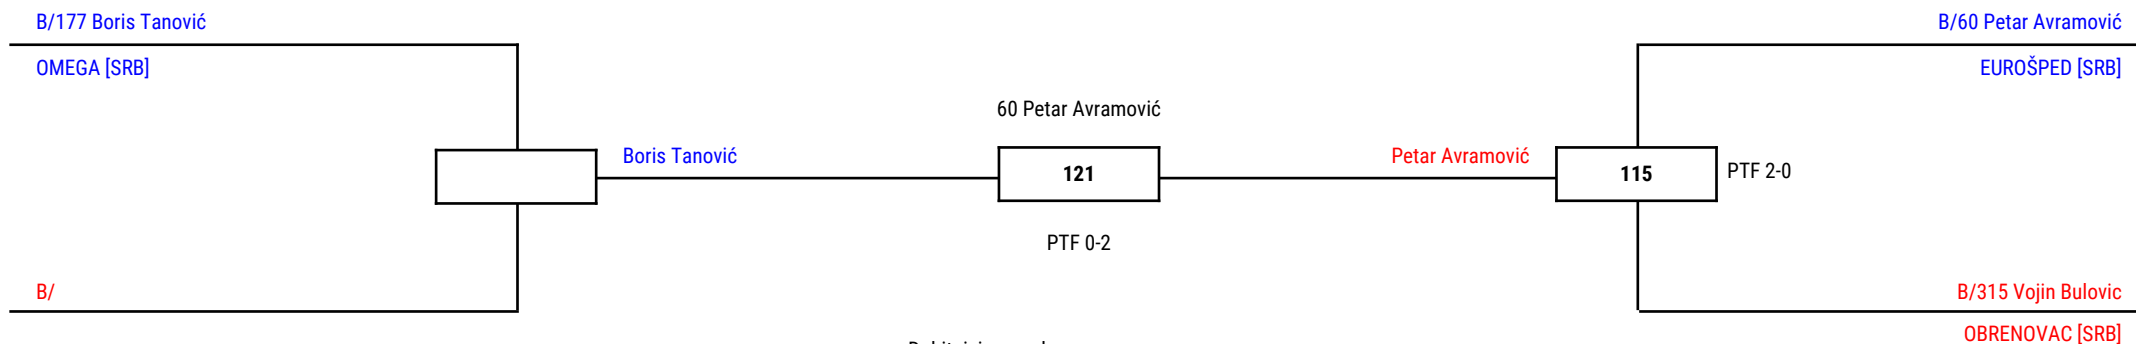 B/177 Boris Tanović
OMEGA [SRB]
B/
Boris Tanović
60 Petar Avramović
121
PTF 0-2
Petar Avramović
115
PTF 2-0
B/60 Petar Avramović
EUROŠPED [SRB]
B/315 Vojin Bulovic
OBRENOVAC [SRB]